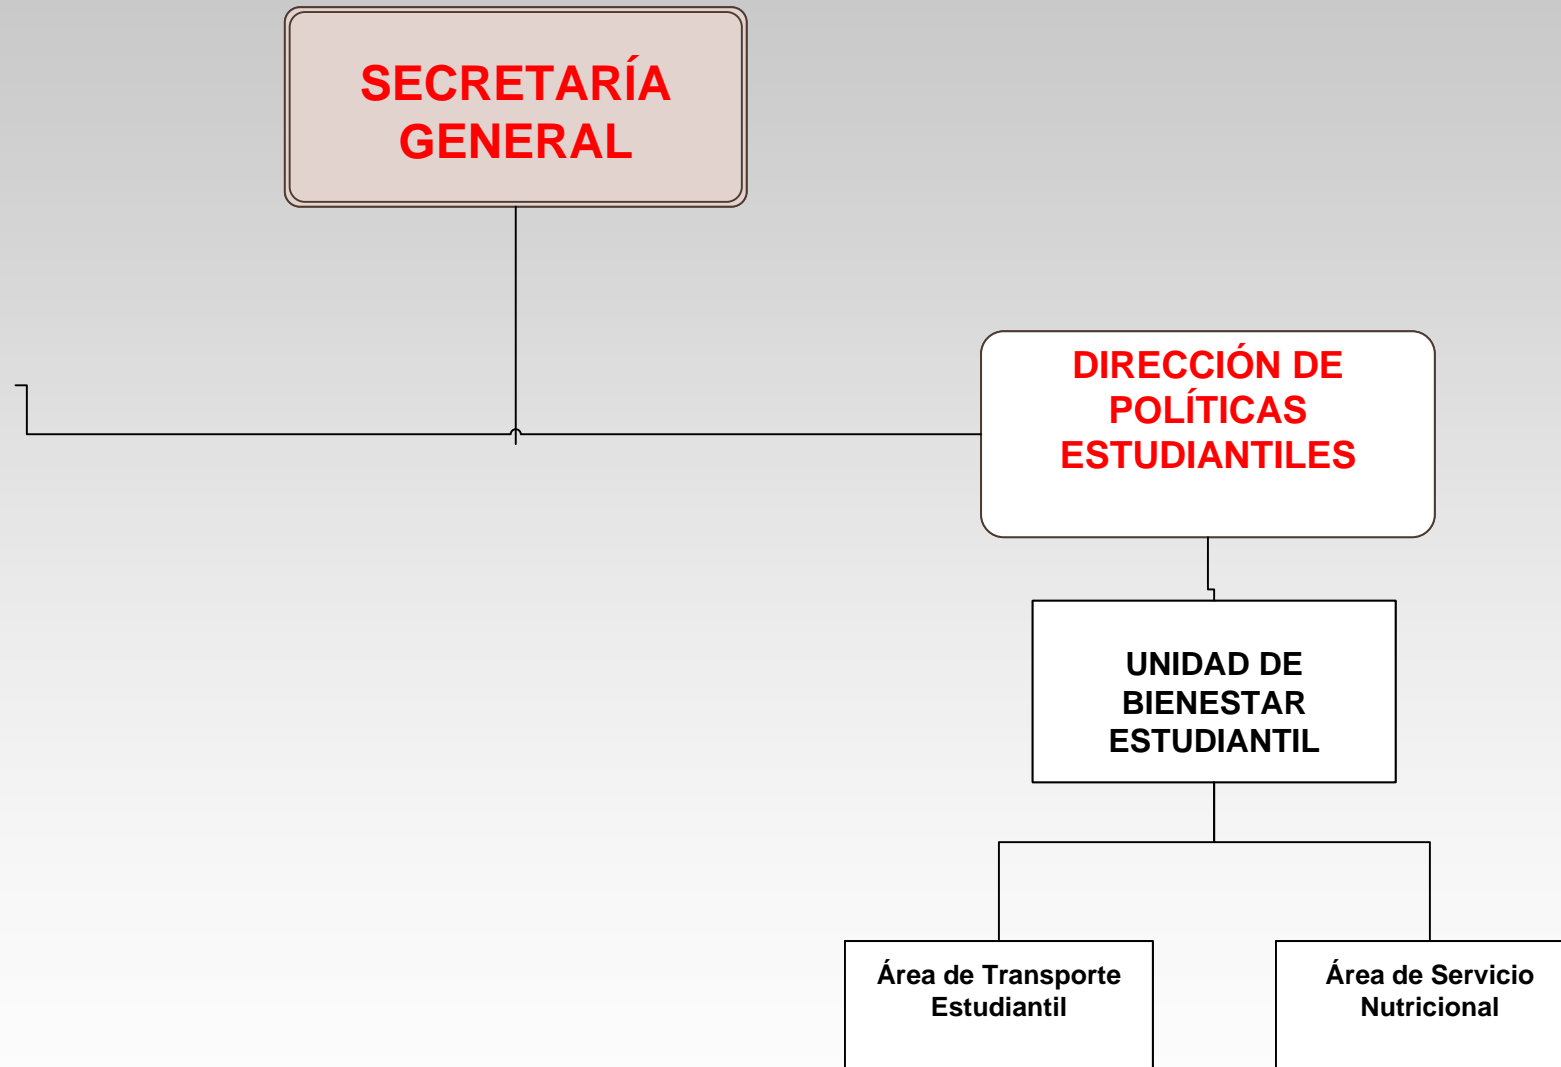 SECRETARÍA
GENERAL
DIRECCIÓN DE
POLÍTICAS
ESTUDIANTILES
UNIDAD DE
BIENESTAR
ESTUDIANTIL
Área de Transporte
Estudiantil
Área de Servicio
Nutricional